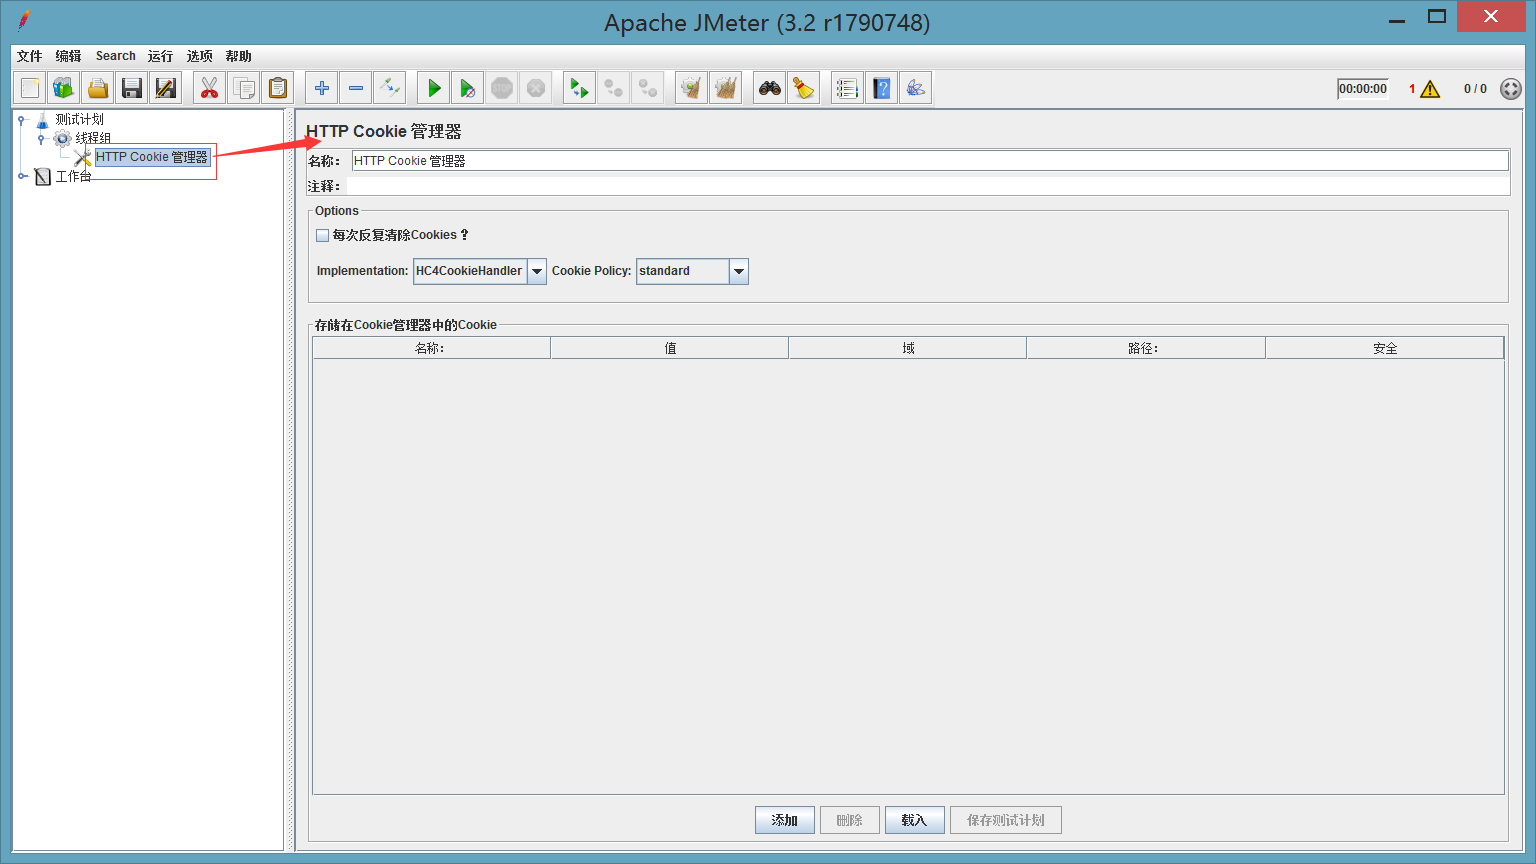 Apache JMeter (3.2 r1790748)
文件 编辑 Search 运行 选项 帮助
STOP
00:00:00 1 0 / 0
测试计划
线程组
HTTP Cookie 管理器
工作台
HTTP Cookie 管理器
名称： HTTP Cookie 管理器
注释：
Options
每次反复清除Cookies？
Implementation: HC4CookieHandler Cookie Policy: standard
存储在Cookie管理器中的Cookie
名称： 值 域 路径： 安全
添加 删除 载入 保存测试计划